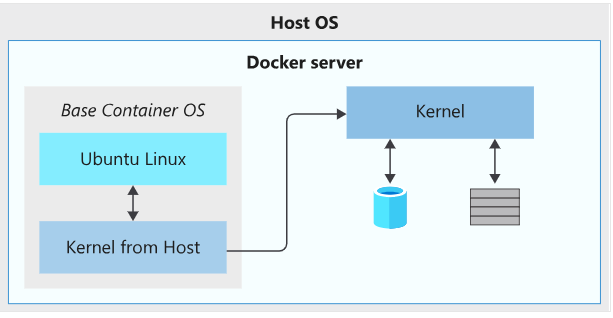 Host OS
Docker server
Base Container OS
Ubuntu Linux
Kernel from Host
Kernel